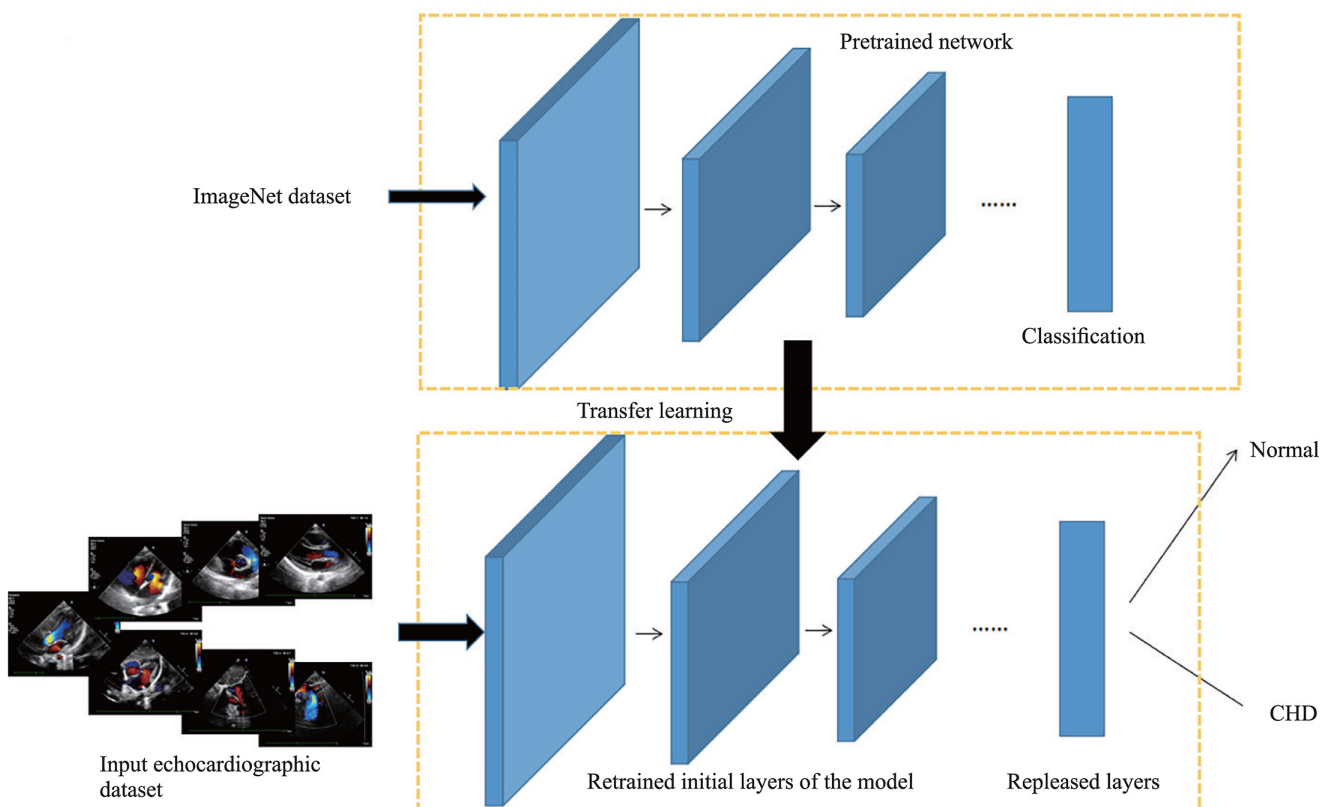 Pretrained network
ImageNet dataset
......
Classification
Transfer learning
Normal
......
CHD
Input echocardiographic
dataset
Retrained initial layers of the model
Repleased layers